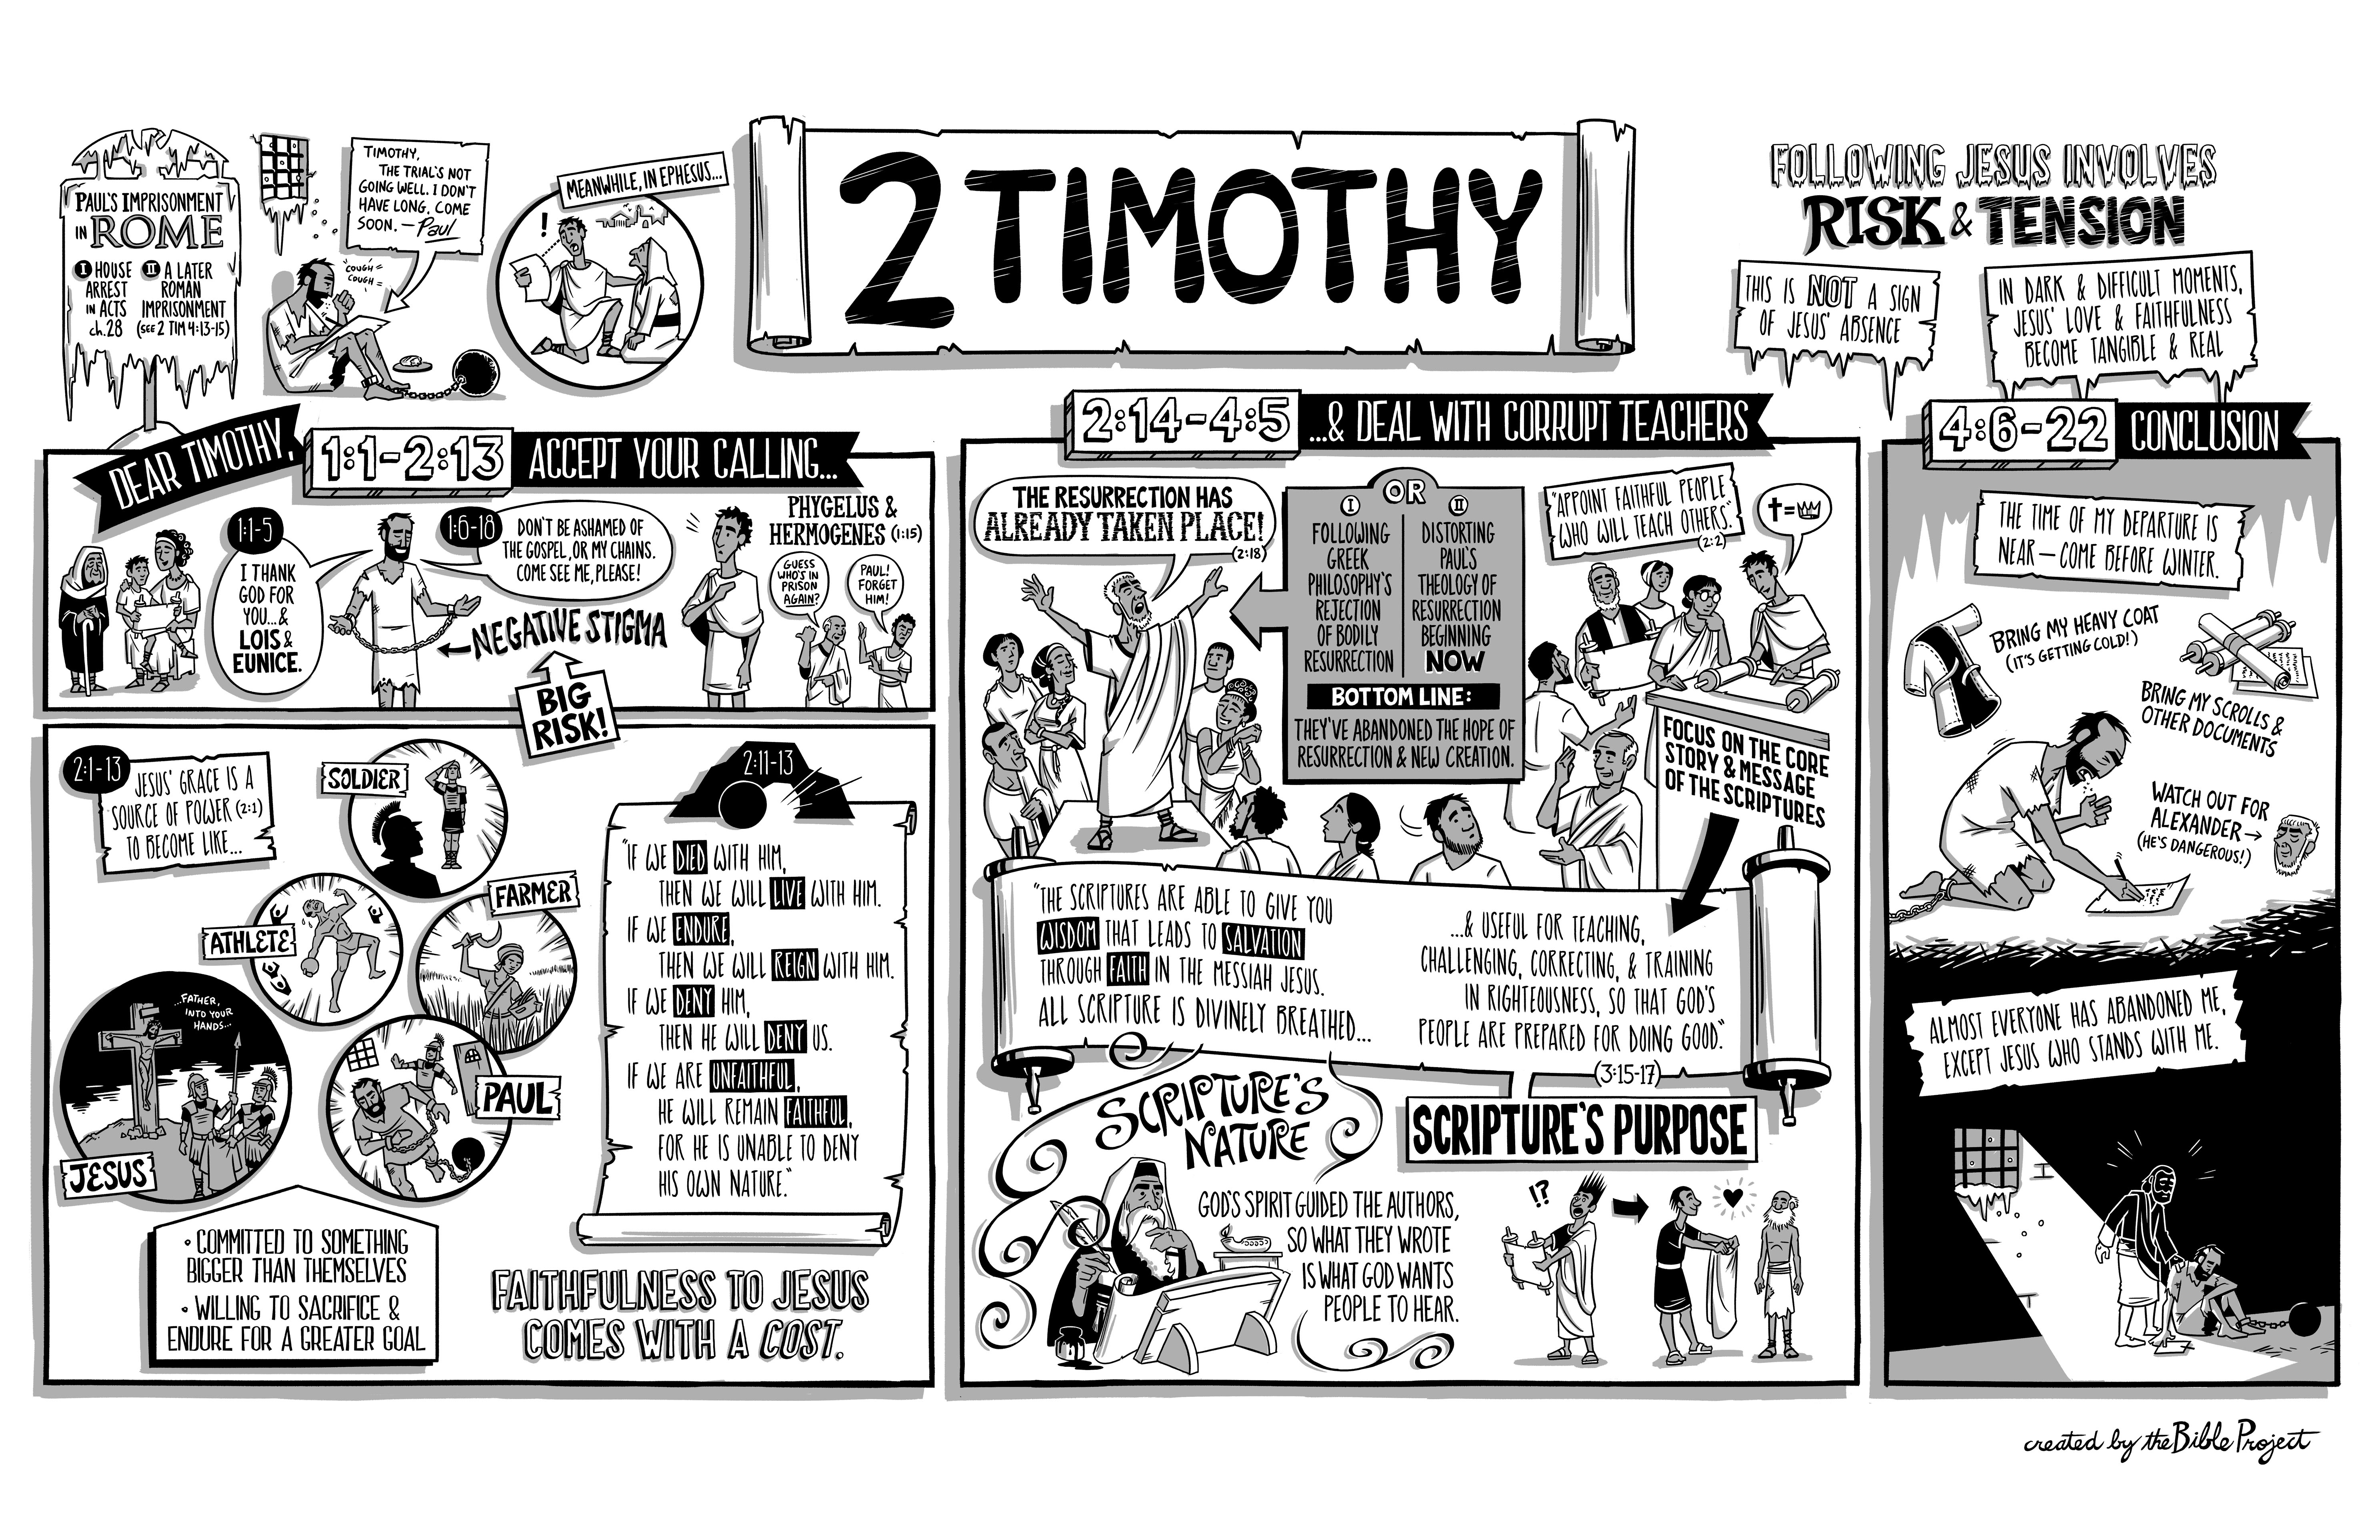 PAUL'S IMPRISONMENT
IN ROME
I HOUSE
ARREST
IN ACTS
ch.28
II A LATER
ROMAN
IMPRISONMENT
(SEE 2 TIM 4:13-15)
TIMOTHY,
THE TRIAL'S NOT
GOING WELL. I DON'T
HAVE LONG. COME
SOON. —Paul
"COUGH =
COUGH =
MEANWHILE, IN EPHESUS...
!
2 TIMOTHY
FOLLOWING JESUS INVOLVES
RISK & TENSION
THIS IS NOT A SIGN
OF JESUS' ABSENCE
IN DARK & DIFFICULT MOMENTS,
JESUS' LOVE & FAITHFULNESS
BECOME TANGIBLE & REAL
DEAR TIMOTHY,
1:1-2:13 ACCEPT YOUR CALLING...
1:1-5
I THANK
GOD FOR
YOU...&
LOIS &
EUNICE.
1:6-18
DON'T BE ASHAMED OF
THE GOSPEL, OR MY CHAINS.
COME SEE ME, PLEASE!
NEGATIVE STIGMA
BIG
RISK!
PHYGELUS &
HERMOGENES (1:15)
GUESS
WHO'S IN
PRISON
AGAIN?
PAUL!
FORGET
HIM!
2:1-13
JESUS' GRACE IS A
SOURCE OF POWER (2:1)
TO BECOME LIKE...
SOLDIER
FARMER
ATHLETE
...FATHER,
INTO YOUR
HANDS...
JESUS
PAUL
• COMMITTED TO SOMETHING
BIGGER THAN THEMSELVES
• WILLING TO SACRIFICE &
ENDURE FOR A GREATER GOAL
2:11-13
"IF WE DIED WITH HIM,
THEN WE WILL LIVE WITH HIM.
IF WE ENDURE,
THEN WE WILL REIGN WITH HIM.
IF WE DENY HIM,
THEN HE WILL DENY US.
IF WE ARE UNFAITHFUL,
HE WILL REMAIN FAITHFUL,
FOR HE IS UNABLE TO DENY
HIS OWN NATURE."
FAITHFULNESS TO JESUS
COMES WITH A COST.
2:14-4:5 ...& DEAL WITH CORRUPT TEACHERS
THE RESURRECTION HAS
ALREADY TAKEN PLACE!
(2:18)
OR
I
FOLLOWING
GREEK
PHILOSOPHY'S
REJECTION
OF BODILY
RESURRECTION
II
DISTORTING
PAUL'S
THEOLOGY OF
RESURRECTION
BEGINNING
NOW
BOTTOM LINE:
THEY'VE ABANDONED THE HOPE OF
RESURRECTION & NEW CREATION.
"APPOINT FAITHFUL PEOPLE
WHO WILL TEACH OTHERS."
(2:2)
✝=
FOCUS ON THE CORE
STORY & MESSAGE
OF THE SCRIPTURES
"THE SCRIPTURES ARE ABLE TO GIVE YOU
WISDOM THAT LEADS TO SALVATION
THROUGH FAITH IN THE MESSIAH JESUS.
ALL SCRIPTURE IS DIVINELY BREATHED...
...& USEFUL FOR TEACHING,
CHALLENGING, CORRECTING, & TRAINING
IN RIGHTEOUSNESS, SO THAT GOD'S
PEOPLE ARE PREPARED FOR DOING GOOD."
(3:15-17)
SCRIPTURE'S
NATURE
GOD'S SPIRIT GUIDED THE AUTHORS,
SO WHAT THEY WROTE
IS WHAT GOD WANTS
PEOPLE TO HEAR.
SCRIPTURE'S PURPOSE
!?
4:6-22 CONCLUSION
THE TIME OF MY DEPARTURE IS
NEAR — COME BEFORE WINTER.
BRING MY HEAVY COAT
(IT'S GETTING COLD!)
BRING MY SCROLLS &
OTHER DOCUMENTS
WATCH OUT FOR
ALEXANDER→
(HE'S DANGEROUS!)
ALMOST EVERYONE HAS ABANDONED ME,
EXCEPT JESUS WHO STANDS WITH ME.
created by theBibleProject